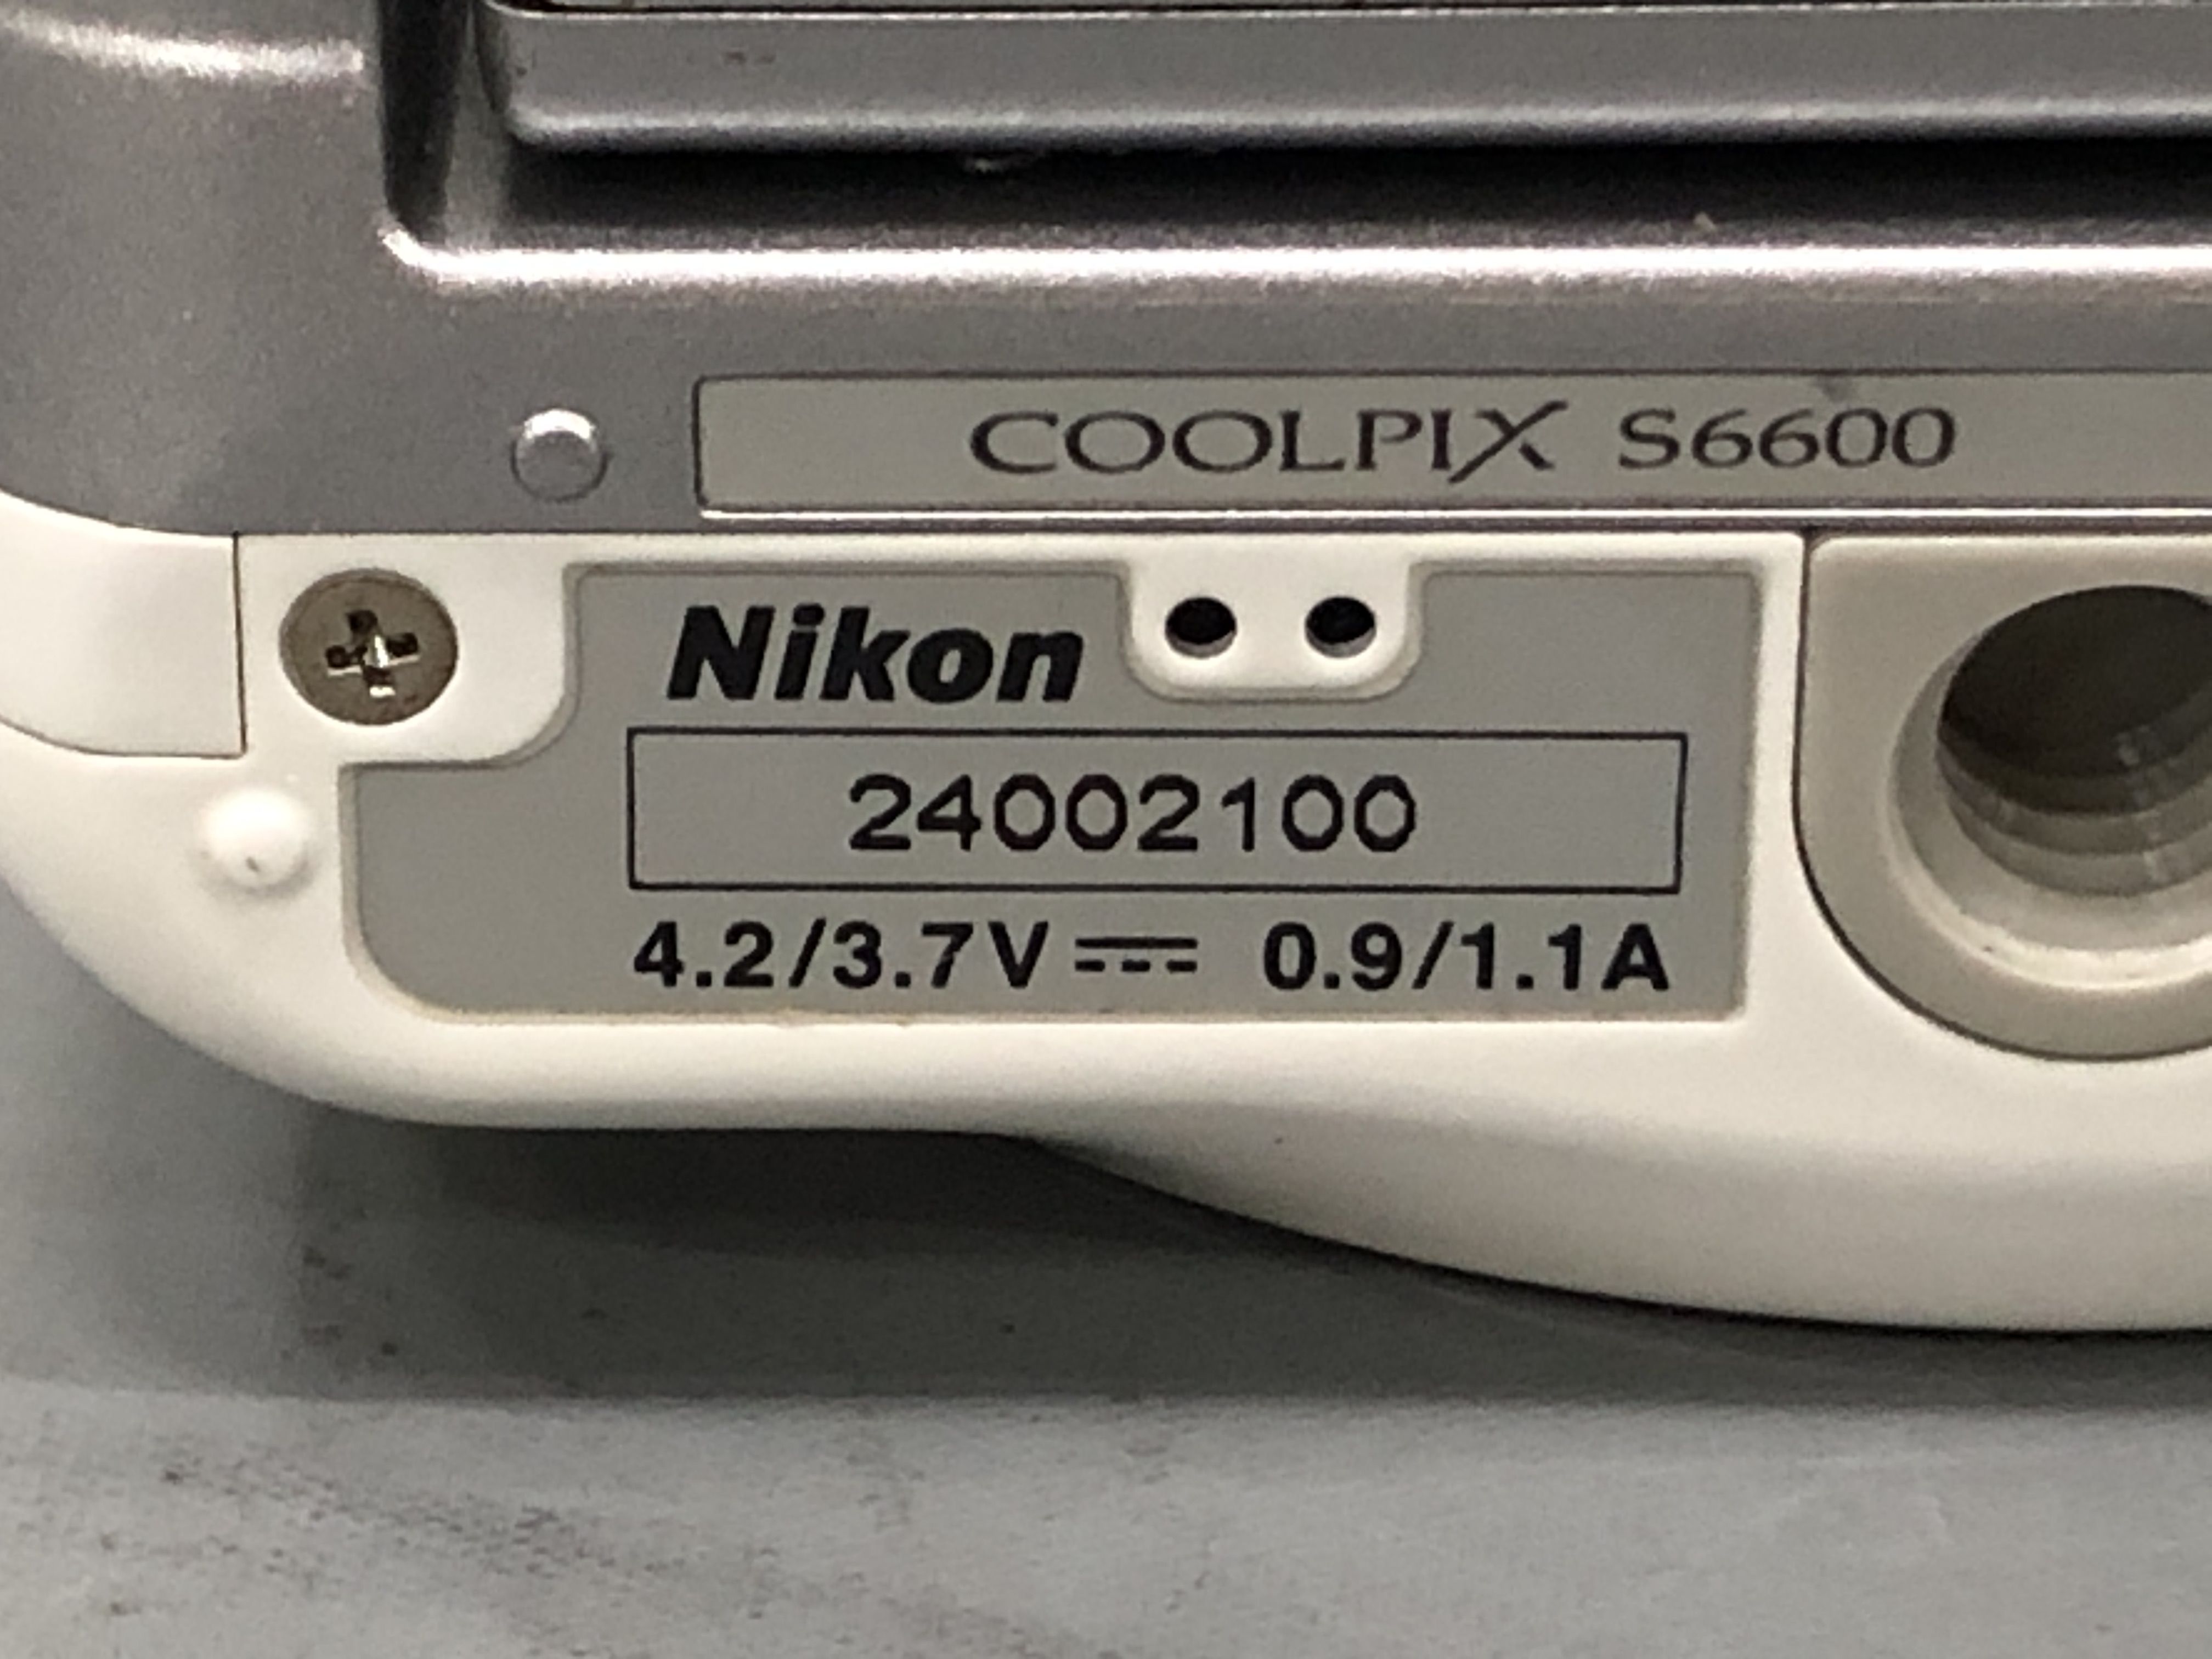 COOLPIX S6600
Nikon
24002100
4.2/3.7V⎓ 0.9/1.1A